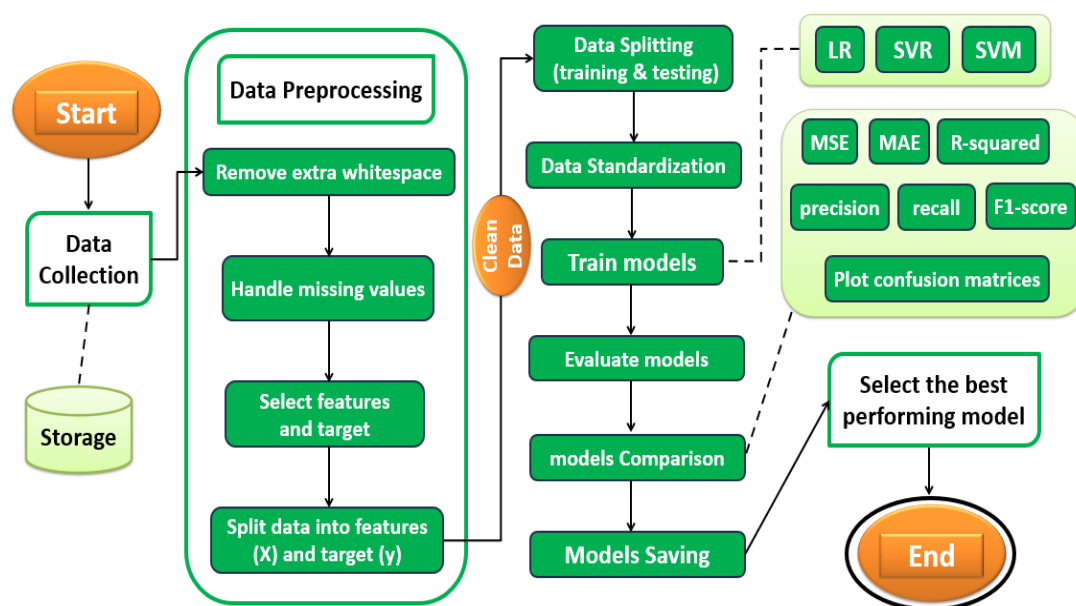 Start
Data
Collection
Storage
Data Preprocessing
Remove extra whitespace
Handle missing values
Select features
and target
Split data into features
(X) and target (y)
Clean
Data
Data Splitting
(training & testing)
Data Standardization
Train models
Evaluate models
models Comparison
Models Saving
LR
SVR
SVM
MSE
MAE
R-squared
precision
recall
F1-score
Plot confusion matrices
Select the best
performing model
End